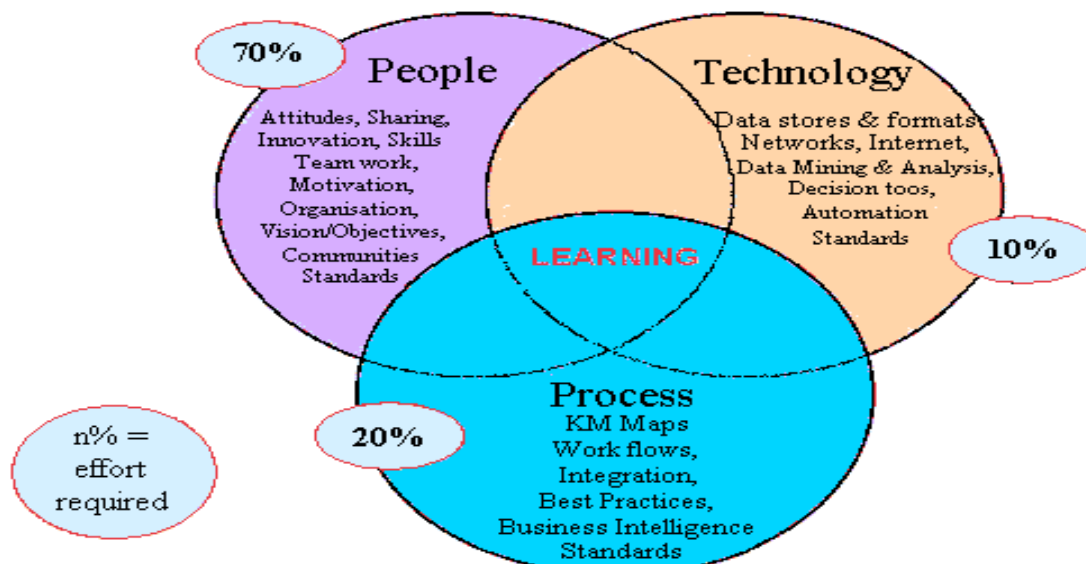 70%
People
Attitudes, Sharing,
Innovation, Skills
Team work,
Motivation,
Organisation,
Vision/Objectives,
Communities
Standards
Technology
Data stores & formats
Networks, Internet,
Data Mining & Analysis,
Decision toos,
Automation
Standards
10%
LEARNING
Process
KM Maps
Work flows,
Integration,
Best Practices,
Business Intelligence
Standards
20%
n% =
effort
required